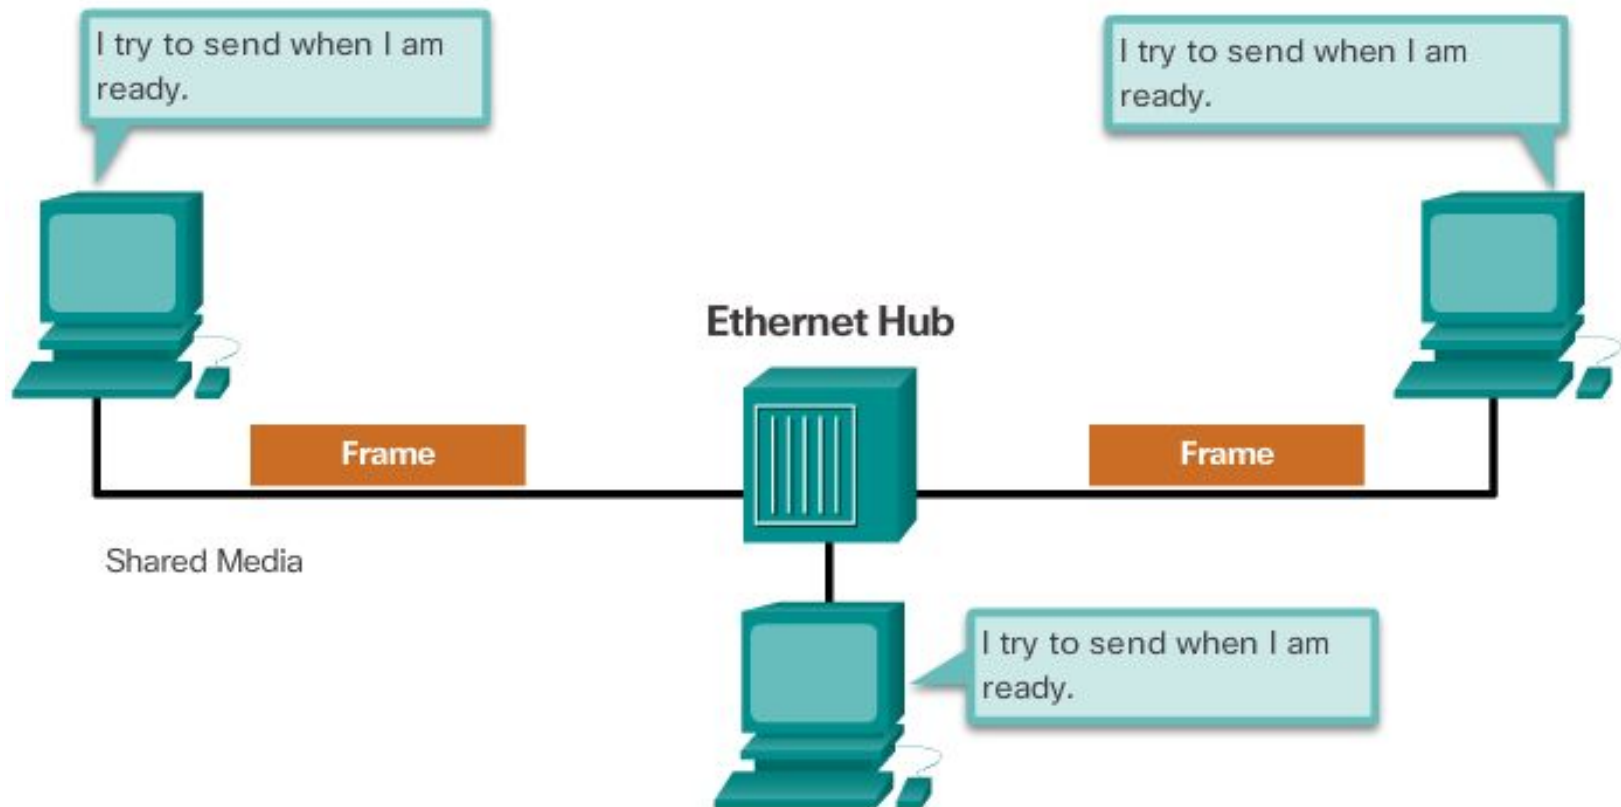 I try to send when I am
ready.
I try to send when I am
ready.
Ethernet Hub
Frame
Frame
Shared Media
I try to send when I am
ready.